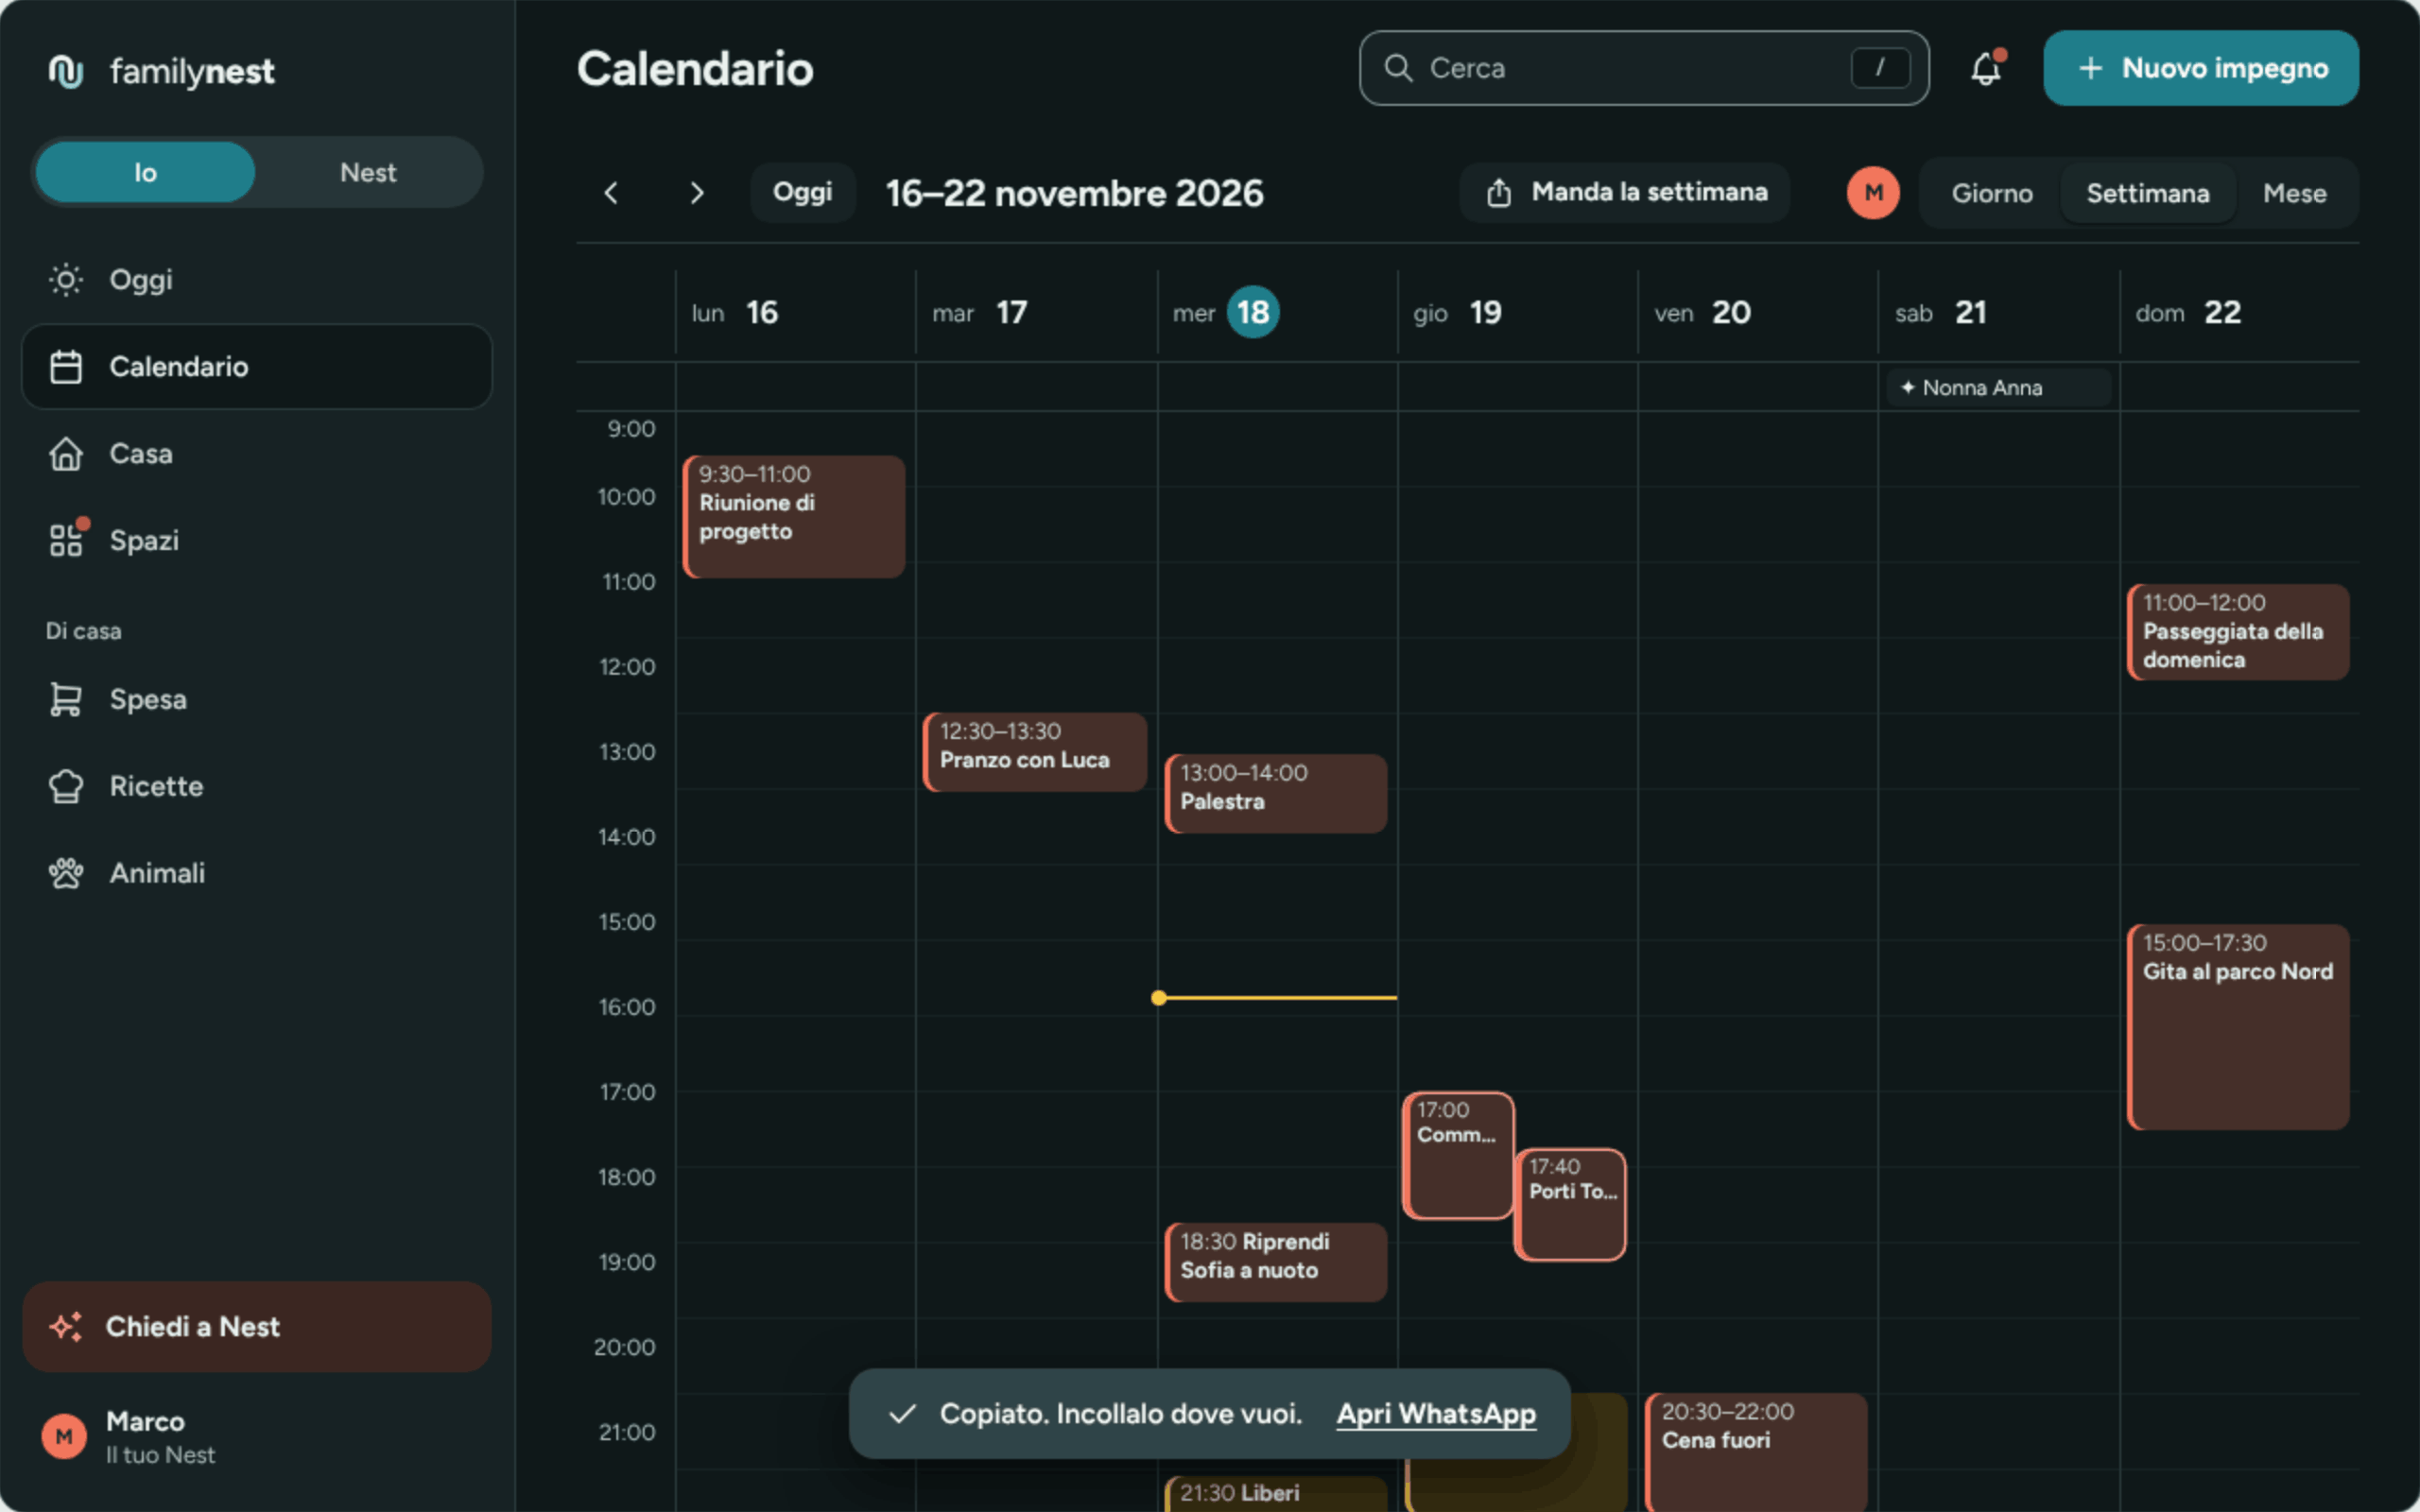 familynest
Io
Nest
Oggi
Calendario
Casa
Spazi
Di casa
Spesa
Ricette
Animali
Chiedi a Nest
M
Marco
Il tuo Nest
Calendario
Cerca
/
+ Nuovo impegno
Oggi
16–22 novembre 2026
Manda la settimana
M
Giorno
Settimana
Mese
lun 16
mar 17
mer 18
gio 19
ven 20
sab 21
dom 22
✦ Nonna Anna
9:00
10:00
11:00
12:00
13:00
14:00
15:00
16:00
17:00
18:00
19:00
20:00
21:00
9:30–11:00
Riunione di
progetto
12:30–13:30
Pranzo con Luca
13:00–14:00
Palestra
18:30 Riprendi
Sofia a nuoto
21:30 Liberi
17:00
Comm...
17:40
Porti To...
20:30–22:00
Cena fuori
11:00–12:00
Passeggiata della
domenica
15:00–17:30
Gita al parco Nord
Copiato. Incollalo dove vuoi. Apri WhatsApp